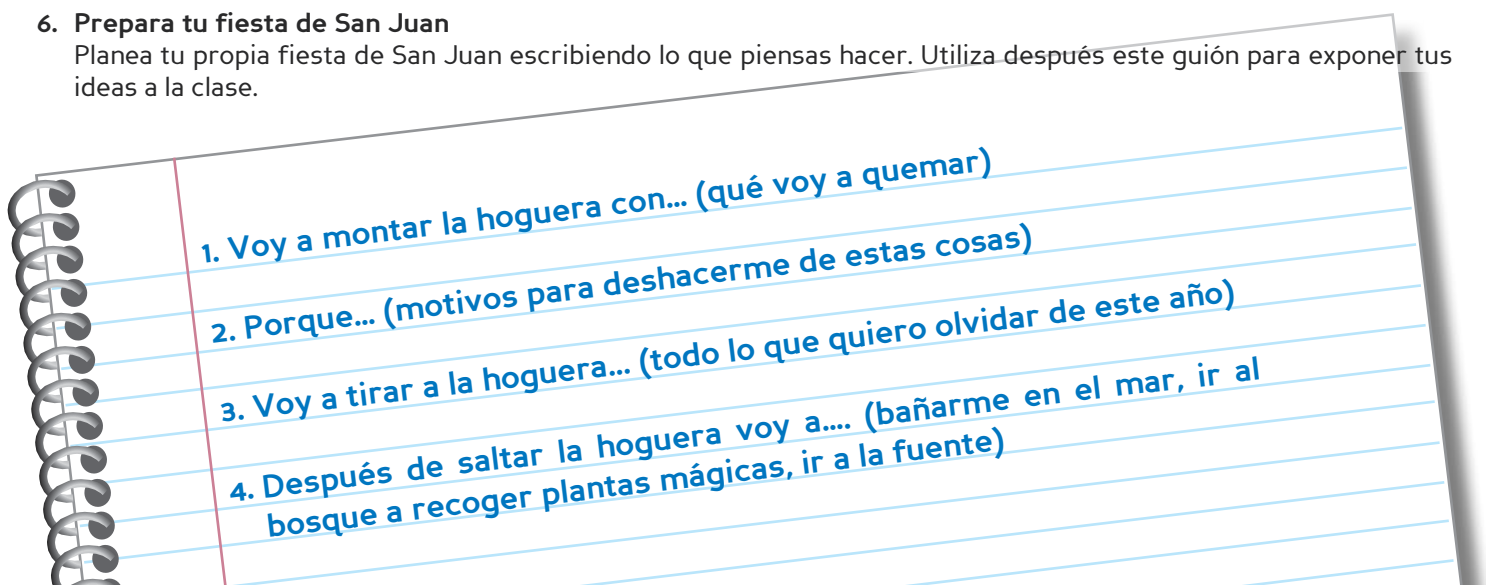 6. Prepara tu fiesta de San Juan
Planea tu propia fiesta de San Juan escribiendo lo que piensas hacer. Utiliza después este guión para exponer tus
ideas a la clase.
1. Voy a montar la hoguera con... (qué voy a quemar)
2. Porque... (motivos para deshacerme de estas cosas)
3. Voy a tirar a la hoguera... (todo lo que quiero olvidar de este año)
4. Después de saltar la hoguera voy a.... (bañarme en el mar, ir al
bosque a recoger plantas mágicas, ir a la fuente)